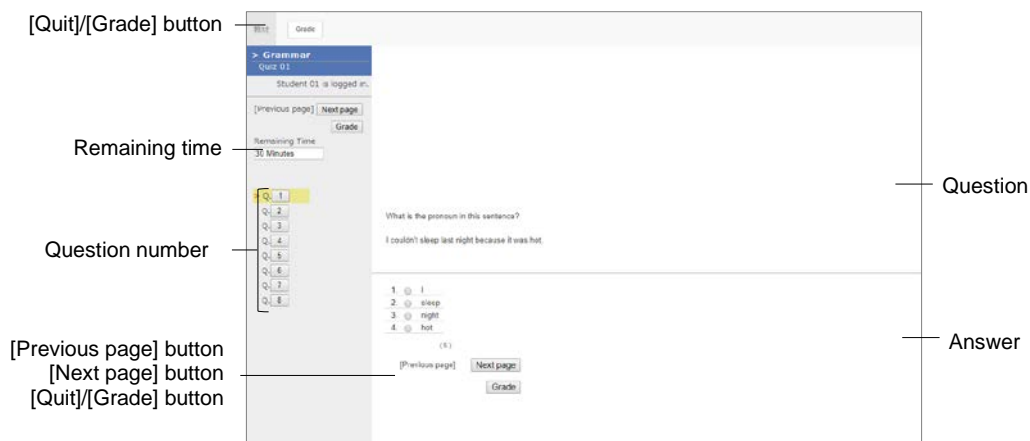 [Quit]/[Grade] button
Grade
> Grammar
Quiz 01
Student 01 is logged in.
[Previous page] Next page
Grade
Remaining time
Remaining Time
30 Minutes
Question number
Q. 1
Q. 2
Q. 3
Q. 4
Q. 5
Q. 6
Q. 7
Q. 8
Question
What is the pronoun in this sentence?
I couldn't sleep last night because it was hot.
1. I
2. sleep
3. night
4. hot
(5)
Answer
[Previous page] button
[Next page] button
[Quit]/[Grade] button
[Previous page] Next page
Grade